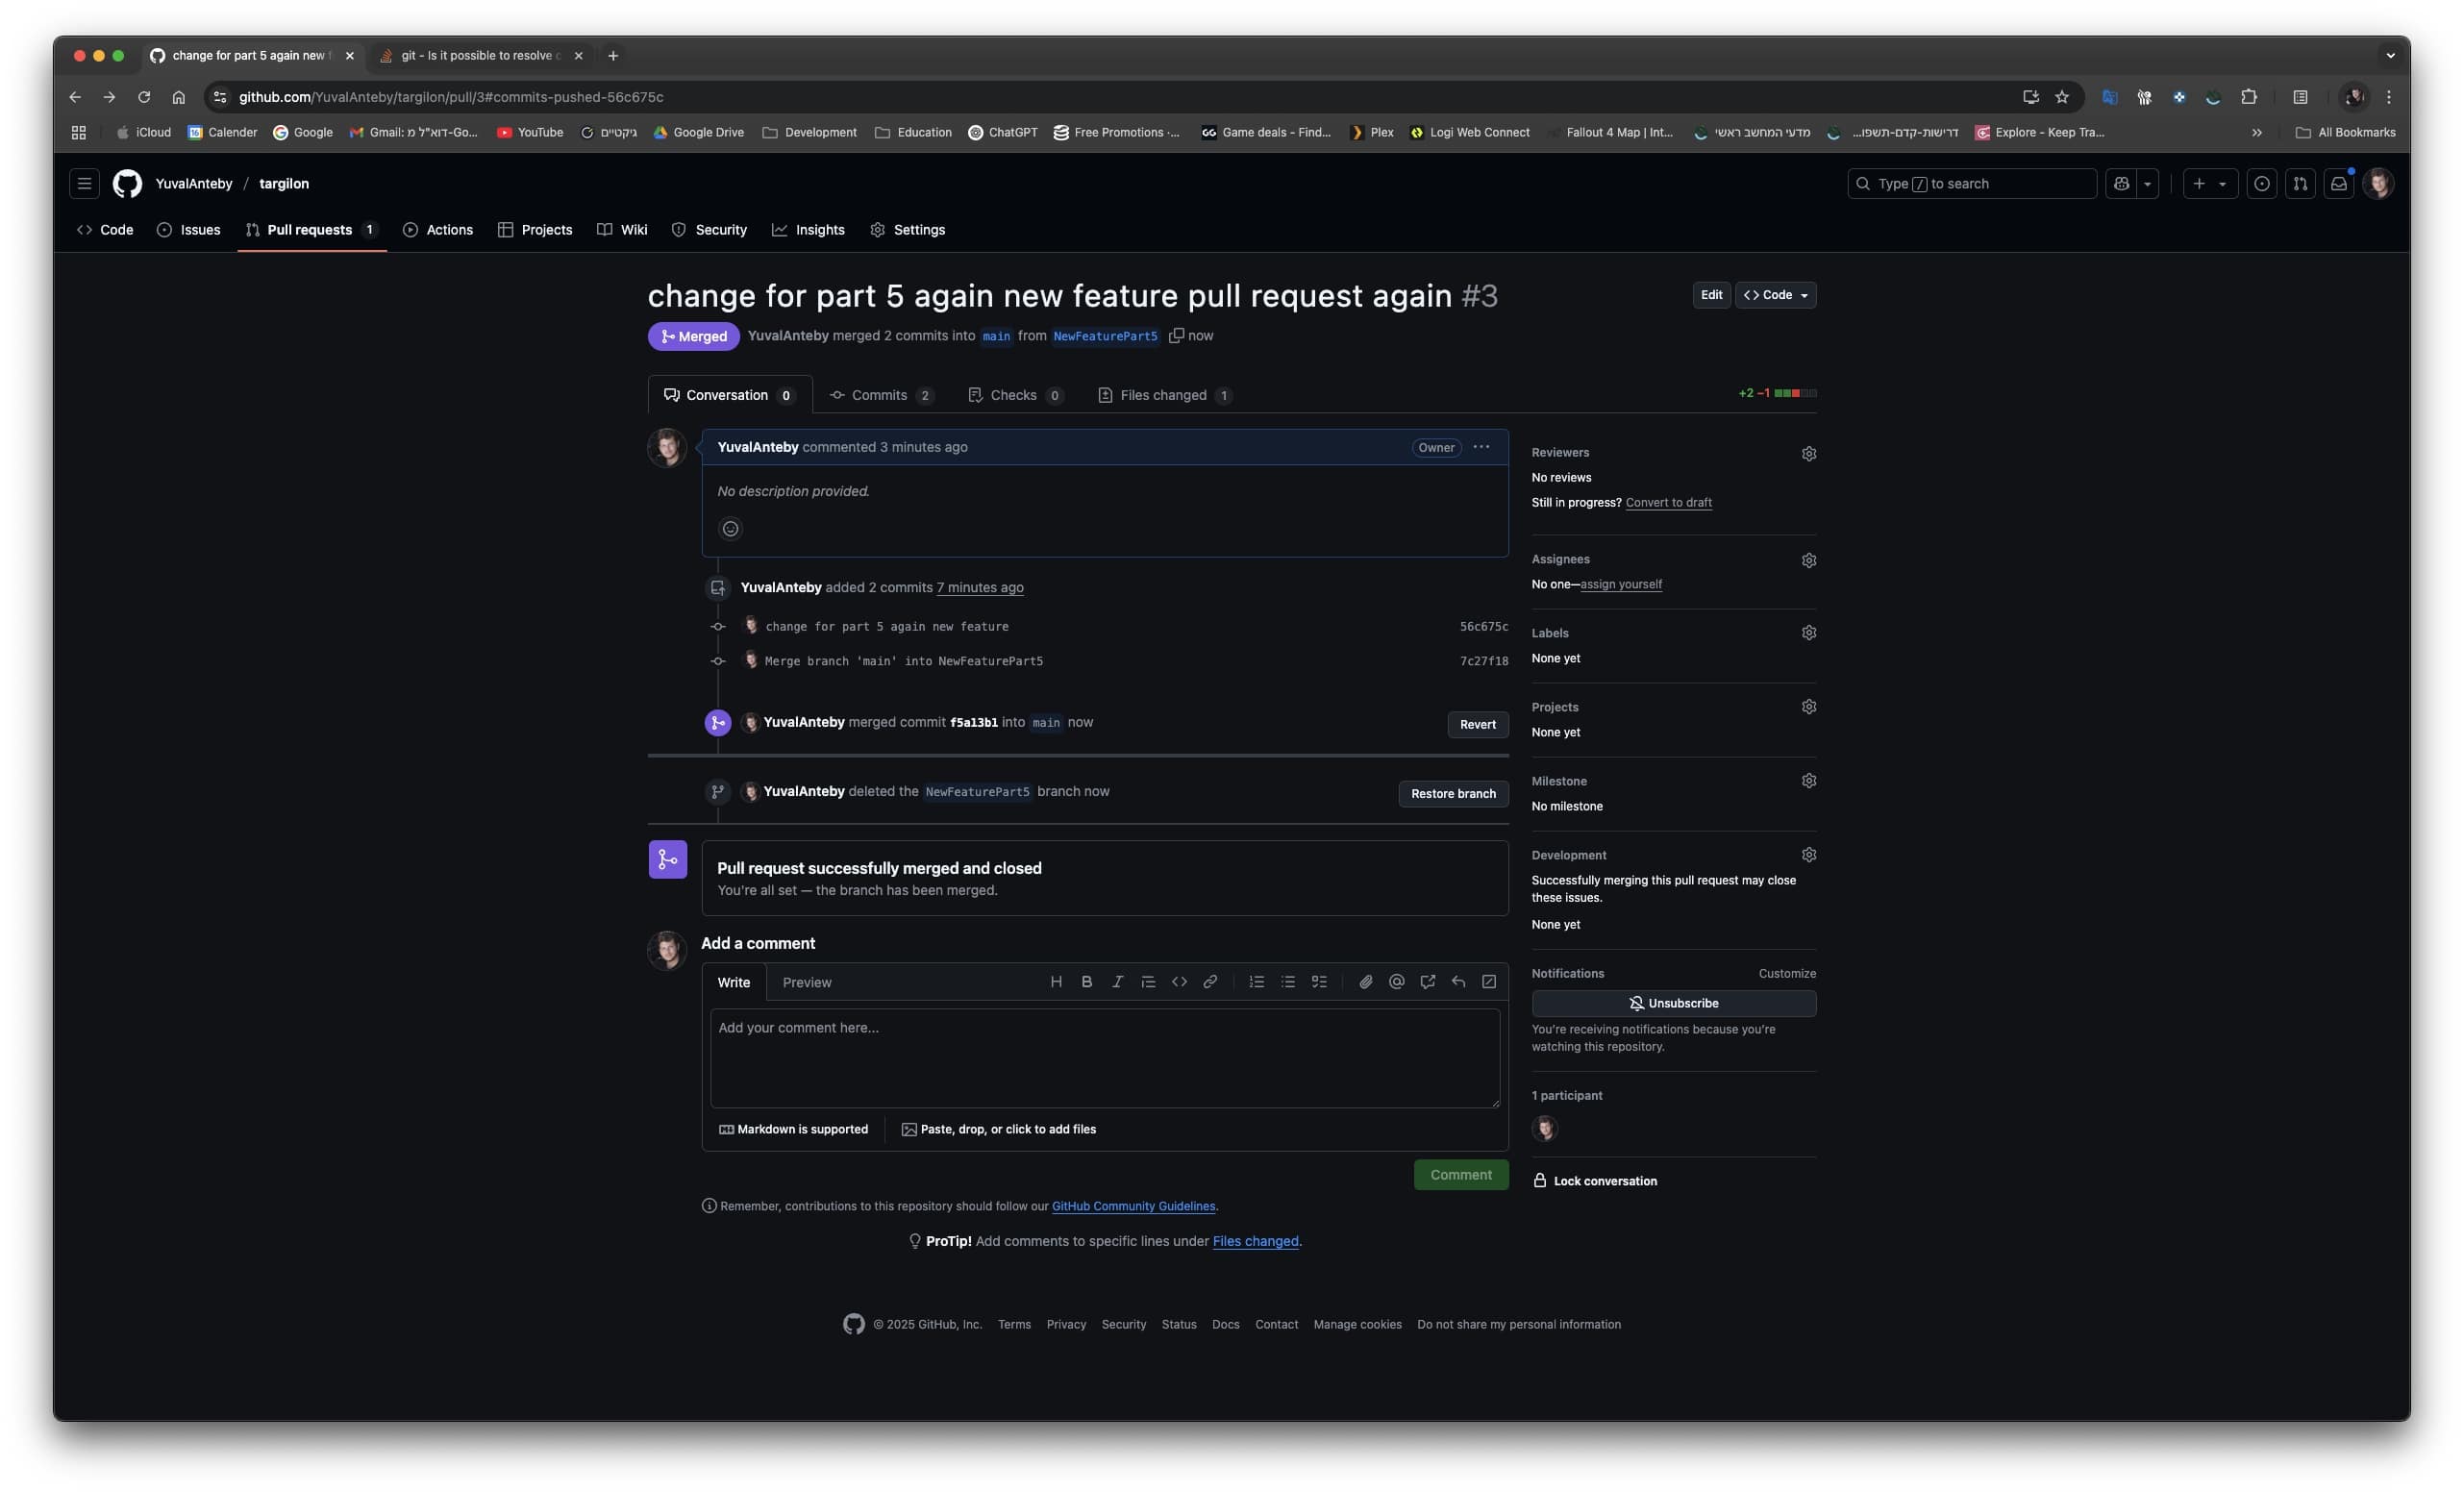 change for part 5 again new
git - Is it possible to resolve
github.com/YuvalAnteby/targilon/pull/3#commits-pushed-56c675c
iCloud
Calender
Google
Gmail: דוא"ל מ-Go...
YouTube
גיקטיים
Google Drive
Development
Education
ChatGPT
Free Promotions ·...
Game deals - Find...
Plex
Logi Web Connect
Fallout 4 Map | Int...
מדעי המחשב ראשי
דרישות-קדם-תשפו...
Explore - Keep Tra...
All Bookmarks
YuvalAnteby / targilon
Type / to search
Code
Issues
Pull requests 1
Actions
Projects
Wiki
Security
Insights
Settings
change for part 5 again new feature pull request again #3
Edit
<> Code
Merged YuvalAnteby merged 2 commits into main from NewFeaturePart5 now
Conversation 0
Commits 2
Checks 0
Files changed 1
+2 −1
YuvalAnteby commented 3 minutes ago
Owner
No description provided.
YuvalAnteby added 2 commits 7 minutes ago
change for part 5 again new feature 56c675c
Merge branch 'main' into NewFeaturePart5 7c27f18
YuvalAnteby merged commit f5a13b1 into main now
Revert
YuvalAnteby deleted the NewFeaturePart5 branch now
Restore branch
Pull request successfully merged and closed
You're all set — the branch has been merged.
Add a comment
Write
Preview
Add your comment here...
Markdown is supported
Paste, drop, or click to add files
Comment
Remember, contributions to this repository should follow our GitHub Community Guidelines.
ProTip! Add comments to specific lines under Files changed.
Reviewers
No reviews
Still in progress? Convert to draft
Assignees
No one—assign yourself
Labels
None yet
Projects
None yet
Milestone
No milestone
Development
Successfully merging this pull request may close
these issues.
None yet
Notifications
Customize
Unsubscribe
You're receiving notifications because you're
watching this repository.
1 participant
Lock conversation
© 2025 GitHub, Inc.
Terms
Privacy
Security
Status
Docs
Contact
Manage cookies
Do not share my personal information